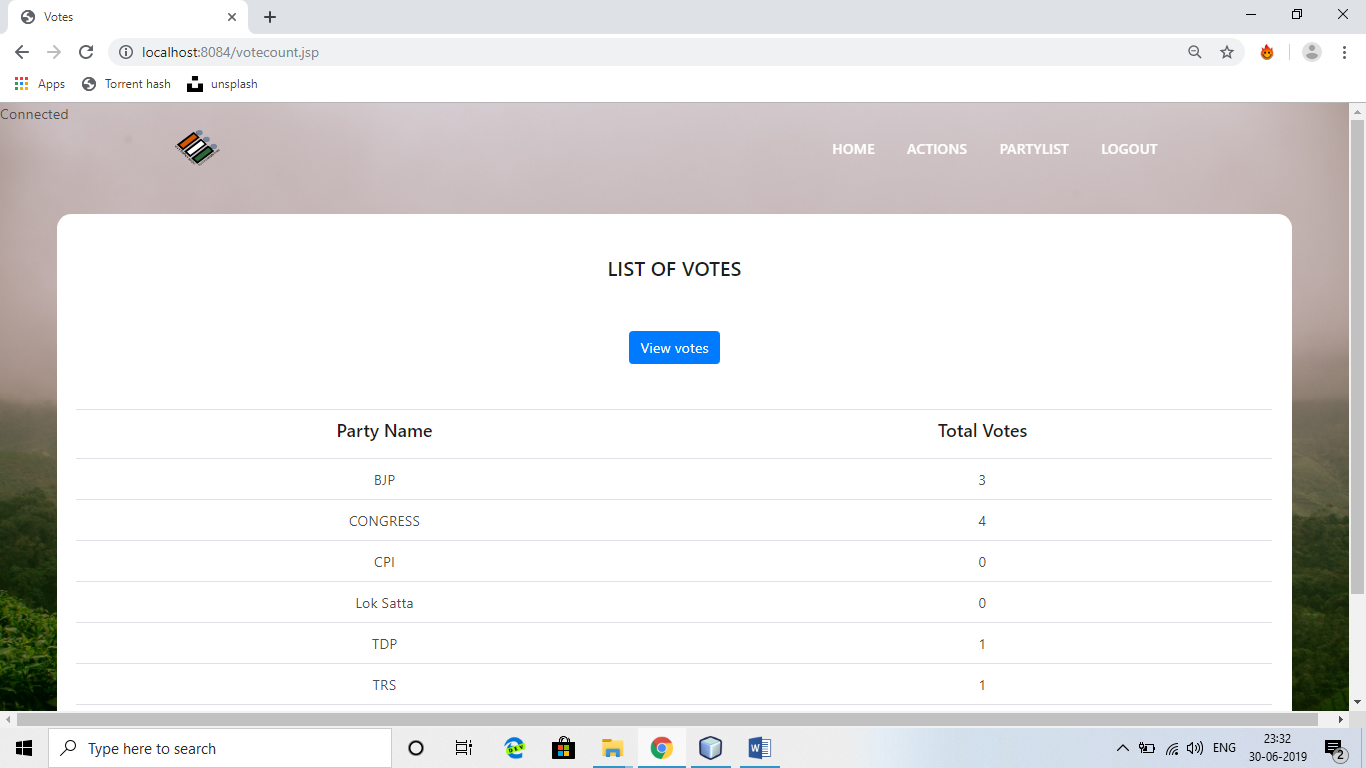 Votes
localhost:8084/votecount.jsp
Apps Torrent hash unsplash
Connected
HOME ACTIONS PARTYLIST LOGOUT
LIST OF VOTES
View votes
Party Name Total Votes
BJP 3
CONGRESS 4
CPI 0
Lok Satta 0
TDP 1
TRS 1
Type here to search
DEV
W
ENG
23:32
30-06-2019
2